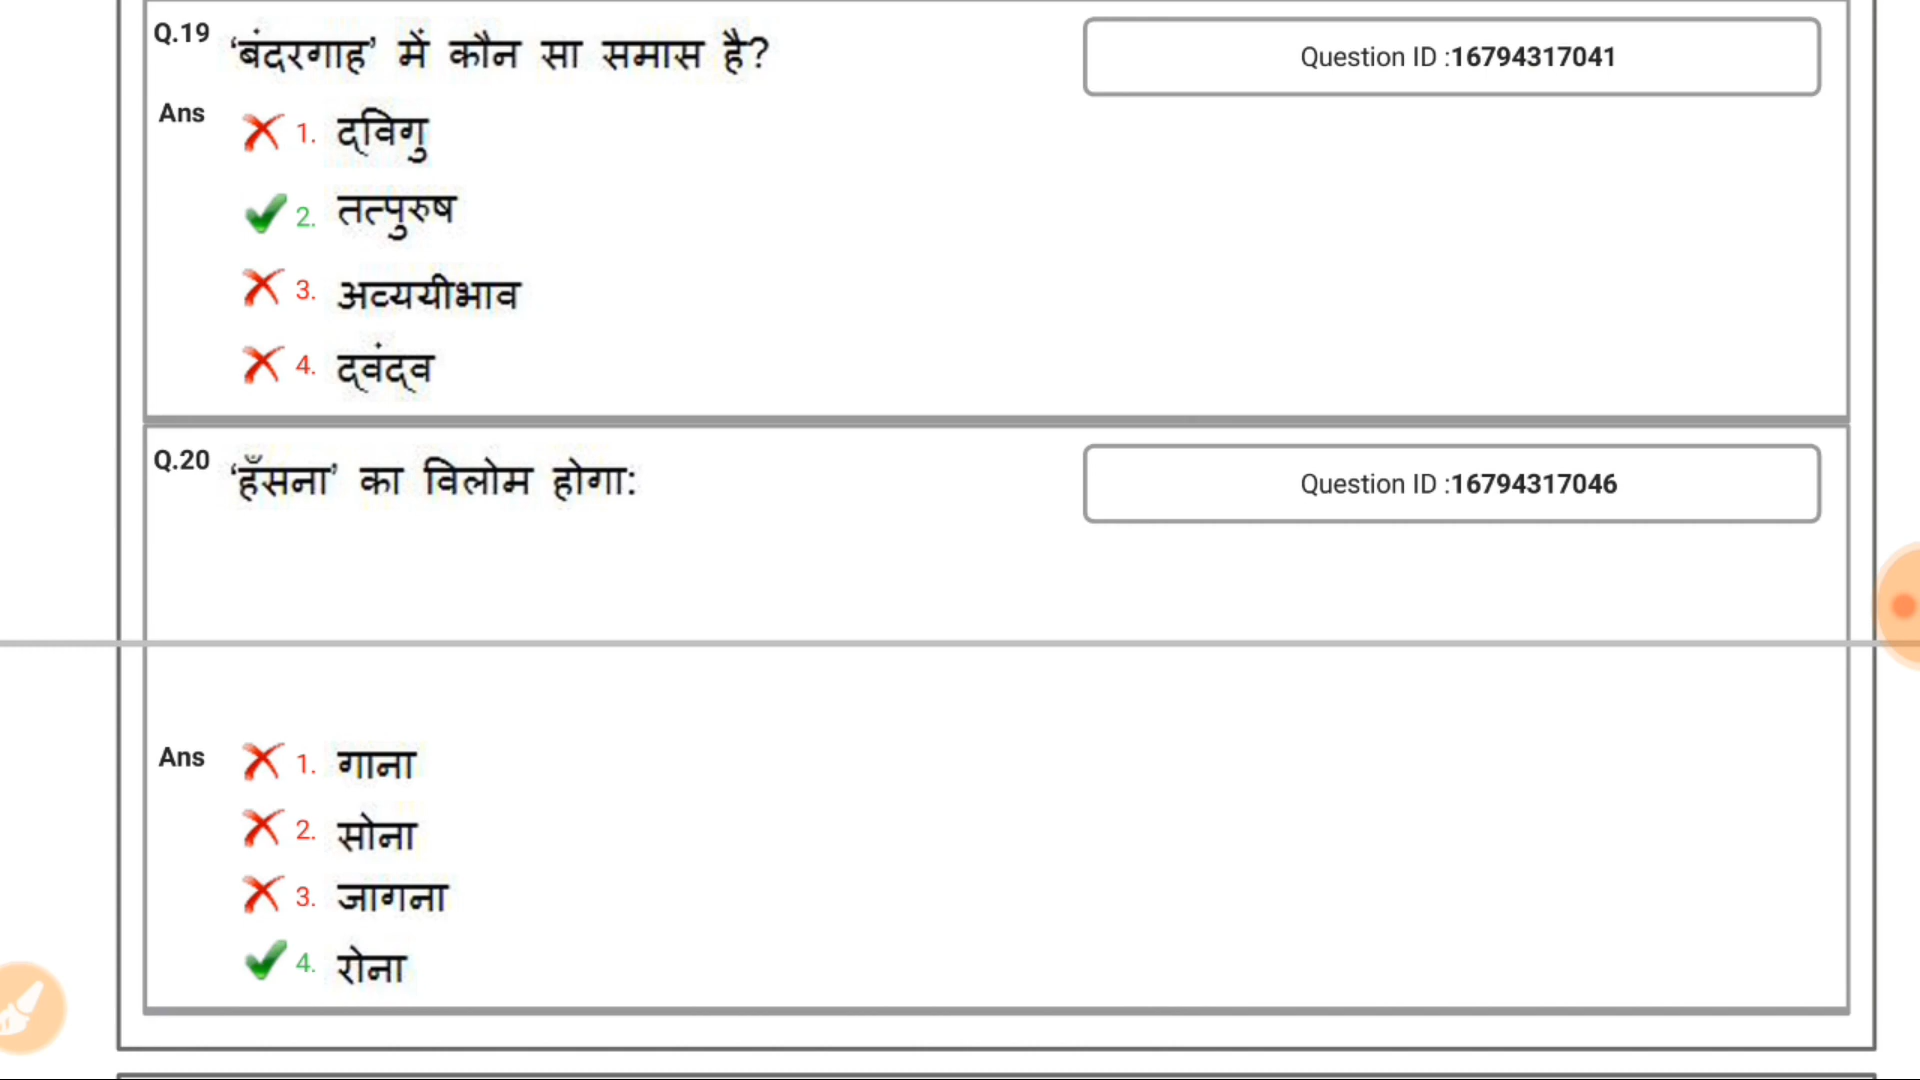 Q.19 ‘बंदरगाह’ में कौन सा समास है? Question ID :16794317041
Ans 1. द्विगु
2. तत्पुरुष
3. अव्ययीभाव
4. द्वंद्व
Q.20 ‘हँसना’ का विलोम होगा: Question ID :16794317046
Ans 1. गाना
2. सोना
3. जागना
4. रोना